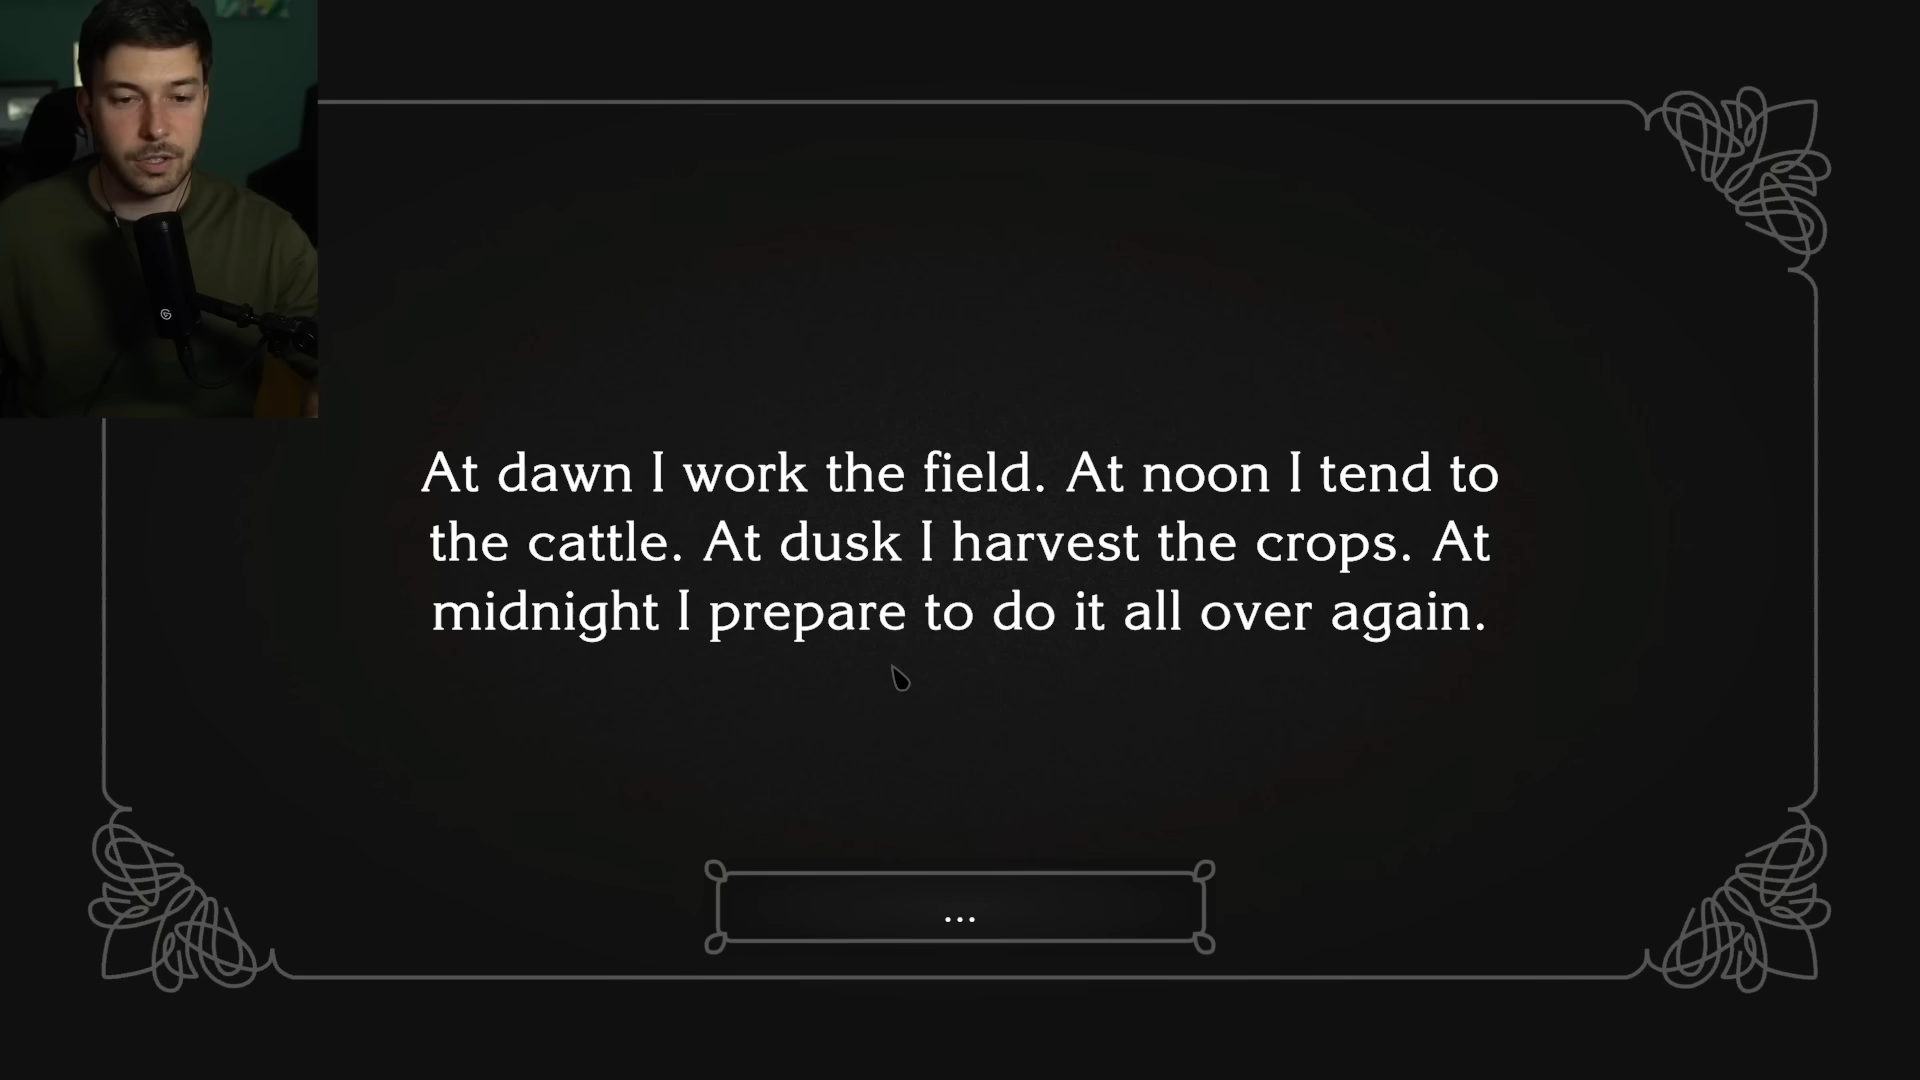 At dawn I work the field. At noon I tend to
the cattle. At dusk I harvest the crops. At
midnight I prepare to do it all over again.
...